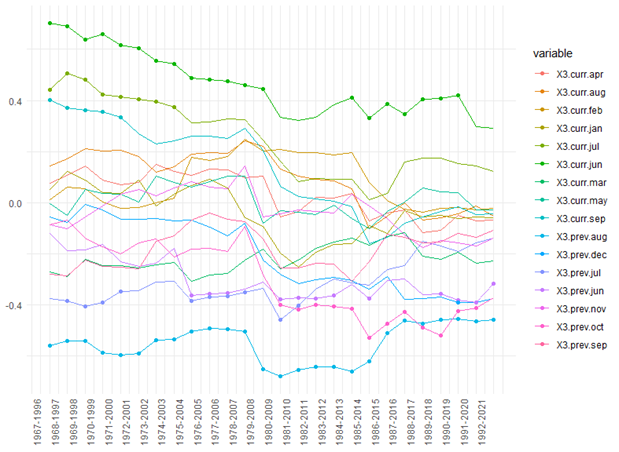 variable
X3.curr.apr
X3.curr.aug
X3.curr.feb
X3.curr.jan
X3.curr.jul
X3.curr.jun
X3.curr.mar
X3.curr.may
X3.curr.sep
X3.prev.aug
X3.prev.dec
X3.prev.jul
X3.prev.jun
X3.prev.nov
X3.prev.oct
X3.prev.sep
0.4
0.0
-0.4
1967-1996
1968-1997
1969-1998
1970-1999
1971-2000
1972-2001
1973-2002
1974-2003
1975-2004
1976-2005
1977-2006
1978-2007
1979-2008
1980-2009
1981-2010
1982-2011
1983-2012
1984-2013
1985-2014
1986-2015
1987-2016
1988-2017
1989-2018
1990-2019
1991-2020
1992-2021